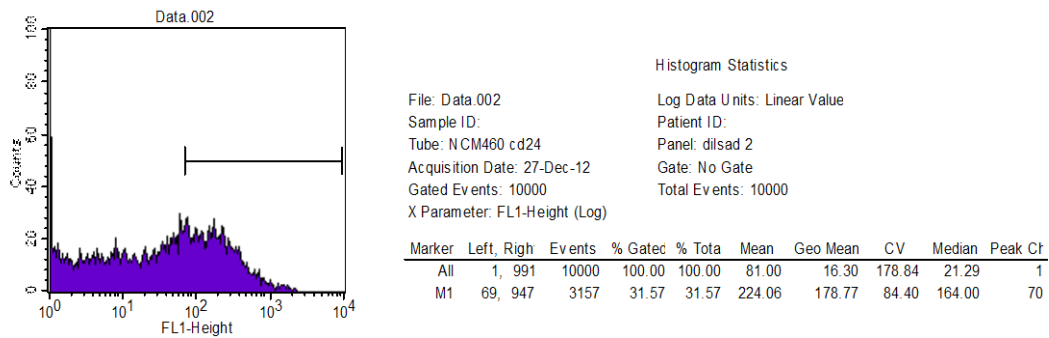 Data.002
100
80
60
40
20
0
Counts
10^0 10^1 10^2 10^3 10^4
FL1-Height
Histogram Statistics
File: Data.002 Log Data Units: Linear Value
Sample ID: Patient ID:
Tube: NCM460 cd24 Panel: dilsad 2
Acquisition Date: 27-Dec-12 Gate: No Gate
Gated Events: 10000 Total Events: 10000
X Parameter: FL1-Height (Log)
Marker Left, Righ Events % Gated % Tota Mean Geo Mean CV Median Peak Ch
All 1, 991 10000 100.00 100.00 81.00 16.30 178.84 21.29 1
M1 69, 947 3157 31.57 31.57 224.06 178.77 84.40 164.00 70